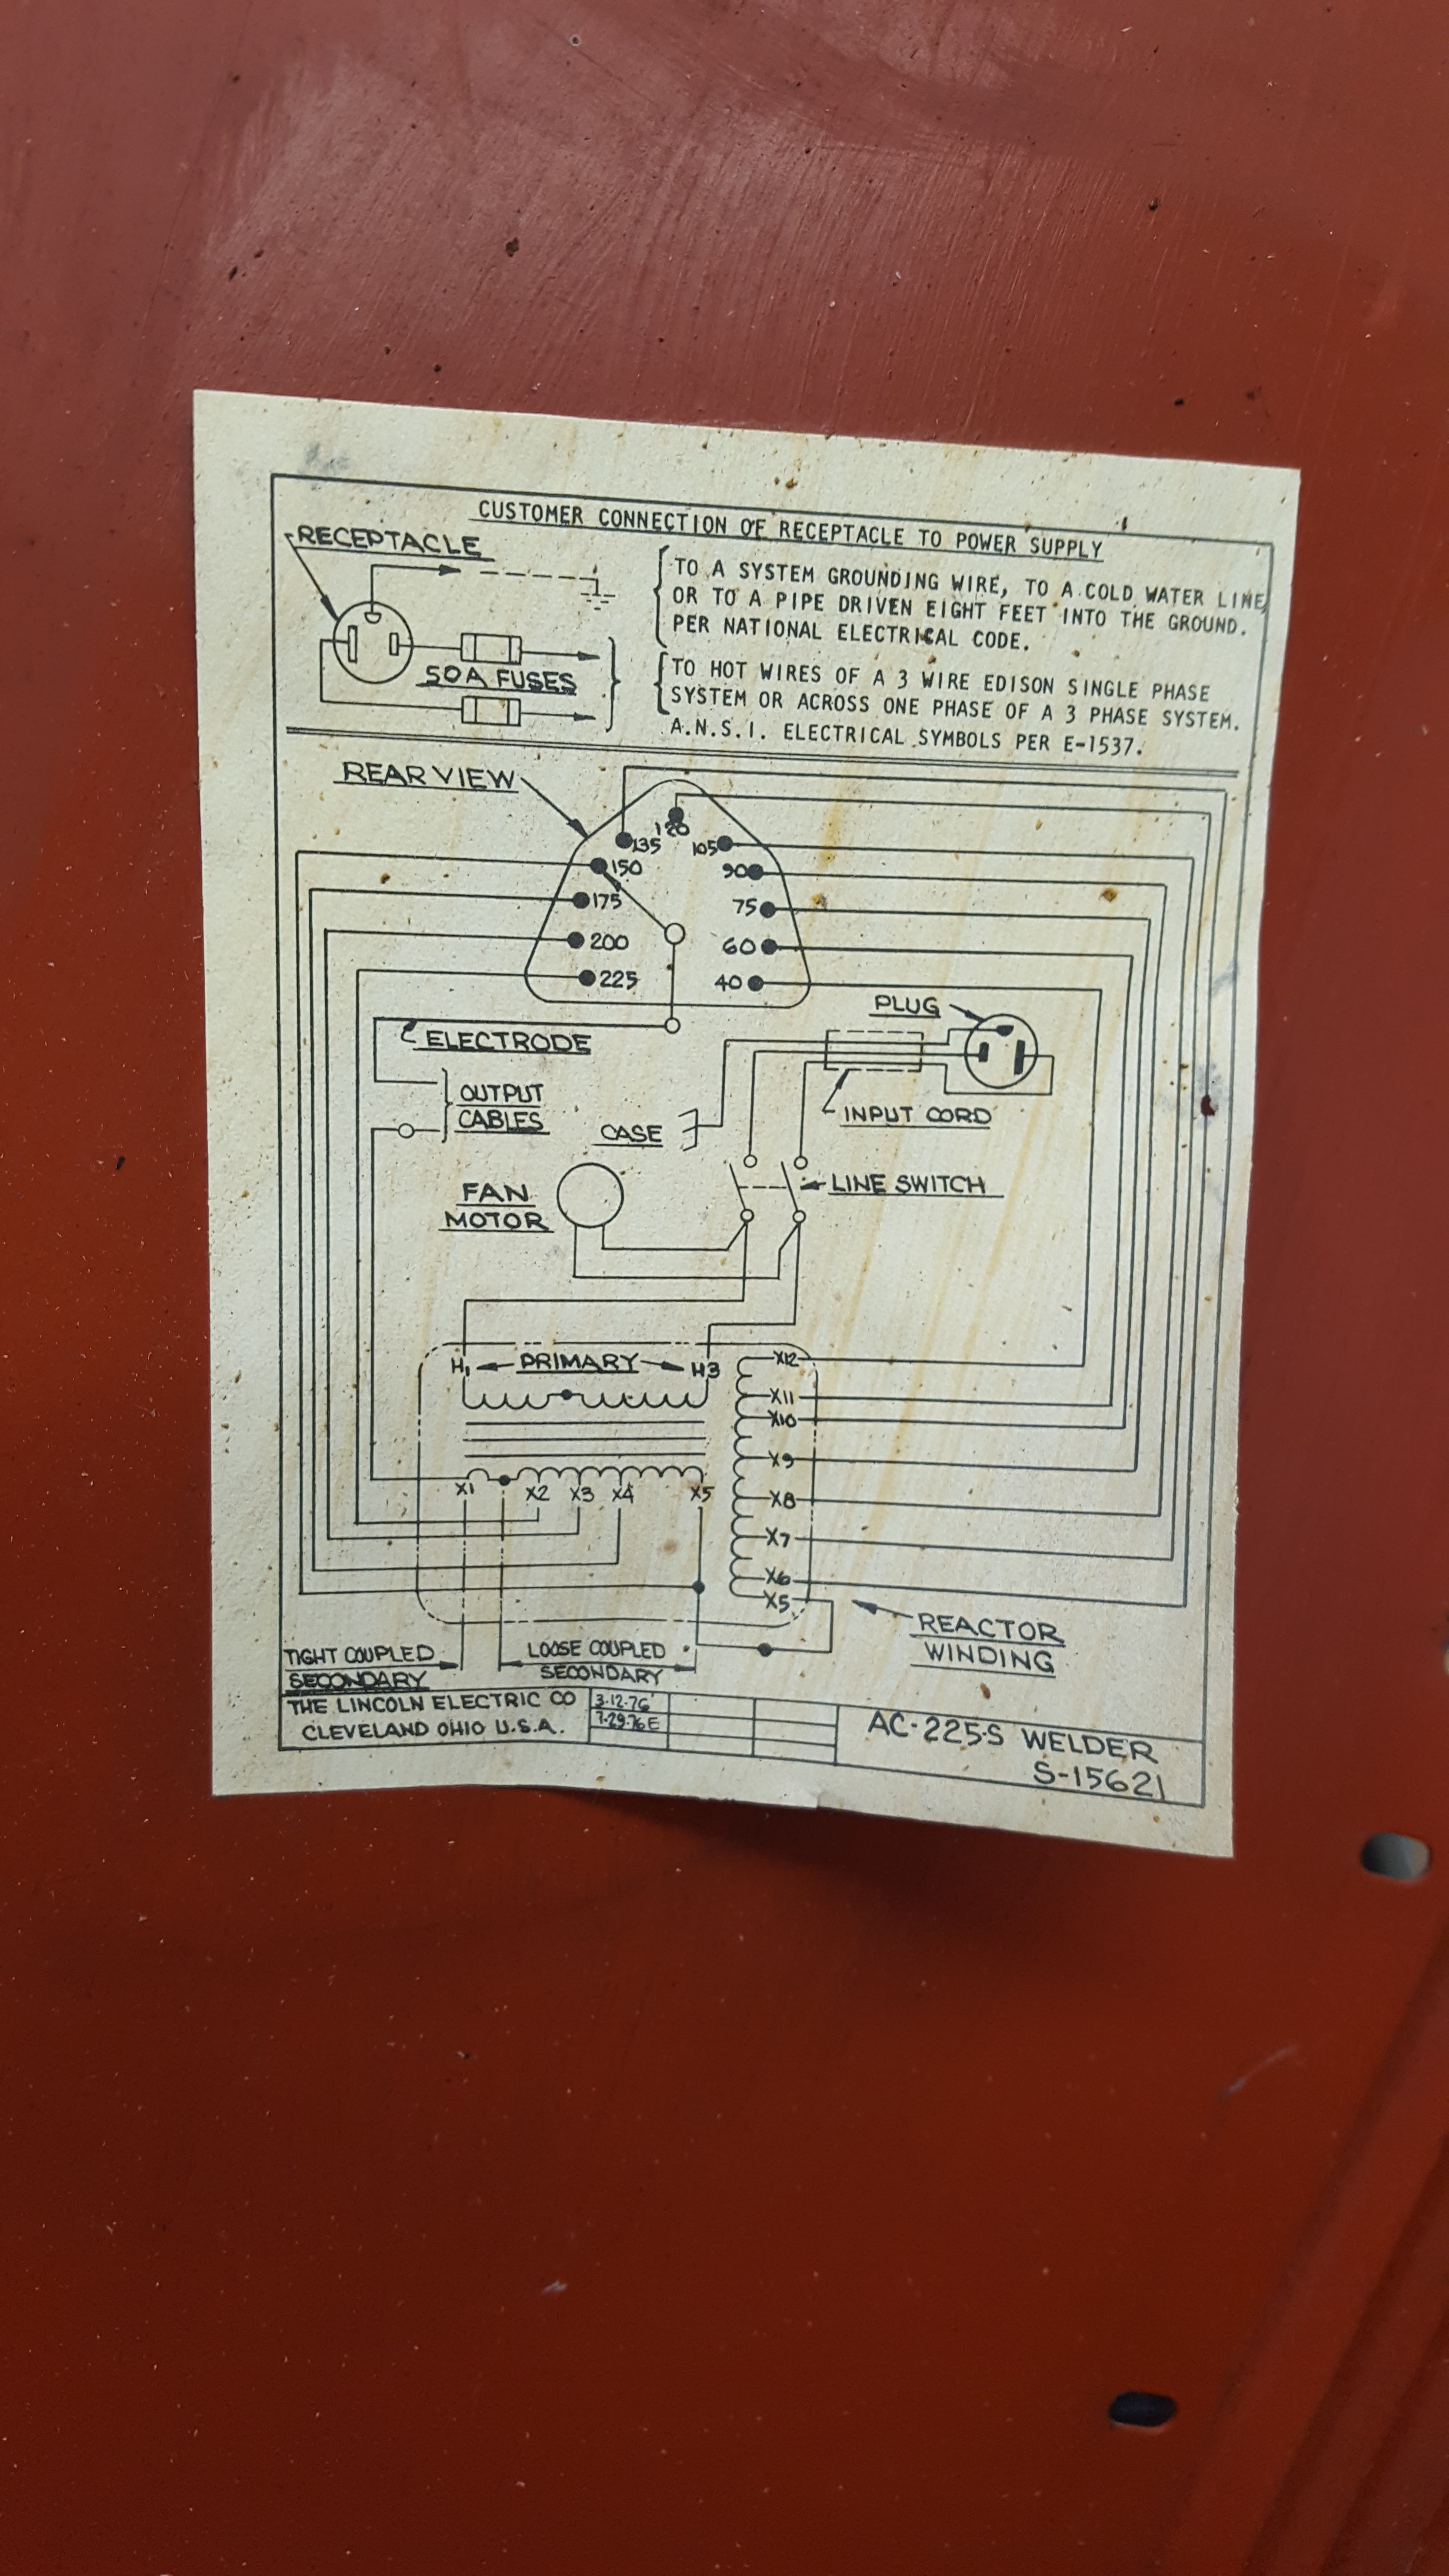 CUSTOMER CONNECTION OF RECEPTACLE TO POWER SUPPLY
RECEPTACLE
TO A SYSTEM GROUNDING WIRE, TO A COLD WATER LINE,
OR TO A PIPE DRIVEN EIGHT FEET INTO THE GROUND.
PER NATIONAL ELECTRICAL CODE.
50A FUSES
TO HOT WIRES OF A 3 WIRE EDISON SINGLE PHASE
SYSTEM OR ACROSS ONE PHASE OF A 3 PHASE SYSTEM.
A.N.S.I. ELECTRICAL SYMBOLS PER E-1537.
REAR VIEW
120
135
105
150
90
175
75
200
60
225
40
PLUG
ELECTRODE
OUTPUT
CABLES
INPUT CORD
CASE
LINE SWITCH
FAN
MOTOR
H1
PRIMARY
H3
X12
X11
X10
X9
X1
X2
X3
X4
X5
X8
X7
X6
X5
REACTOR
WINDING
TIGHT COUPLED
SECONDARY
LOOSE COUPLED
SECONDARY
THE LINCOLN ELECTRIC CO
CLEVELAND OHIO U.S.A.
3-12-76
7-29-76E
AC-225-S WELDER
S-15621